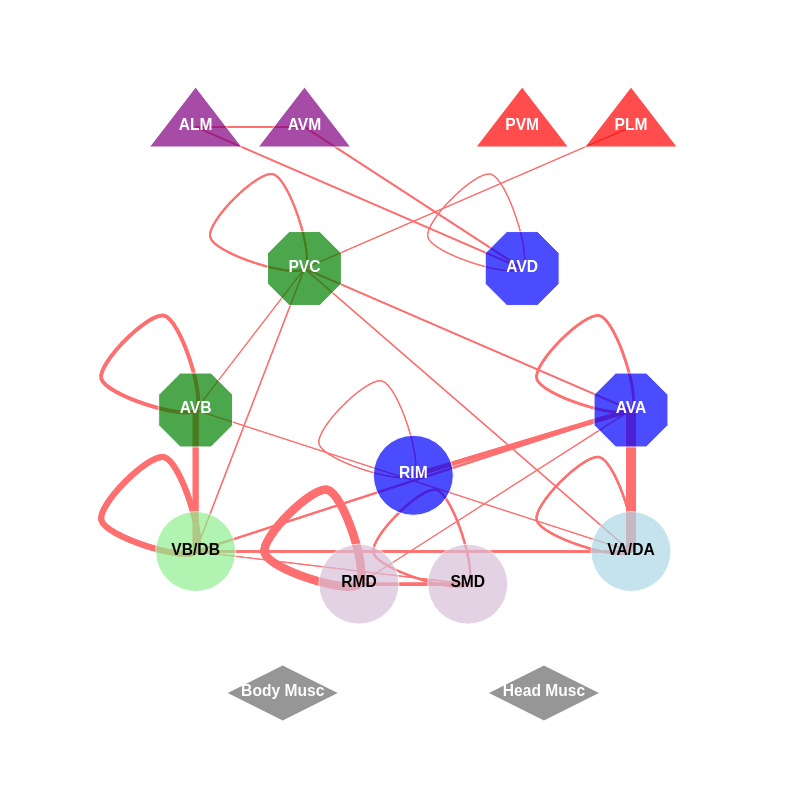 ALM
AVM
PVM
PLM
PVC
AVD
AVB
AVA
RIM
VB/DB
VA/DA
RMD
SMD
Body Musc
Head Musc